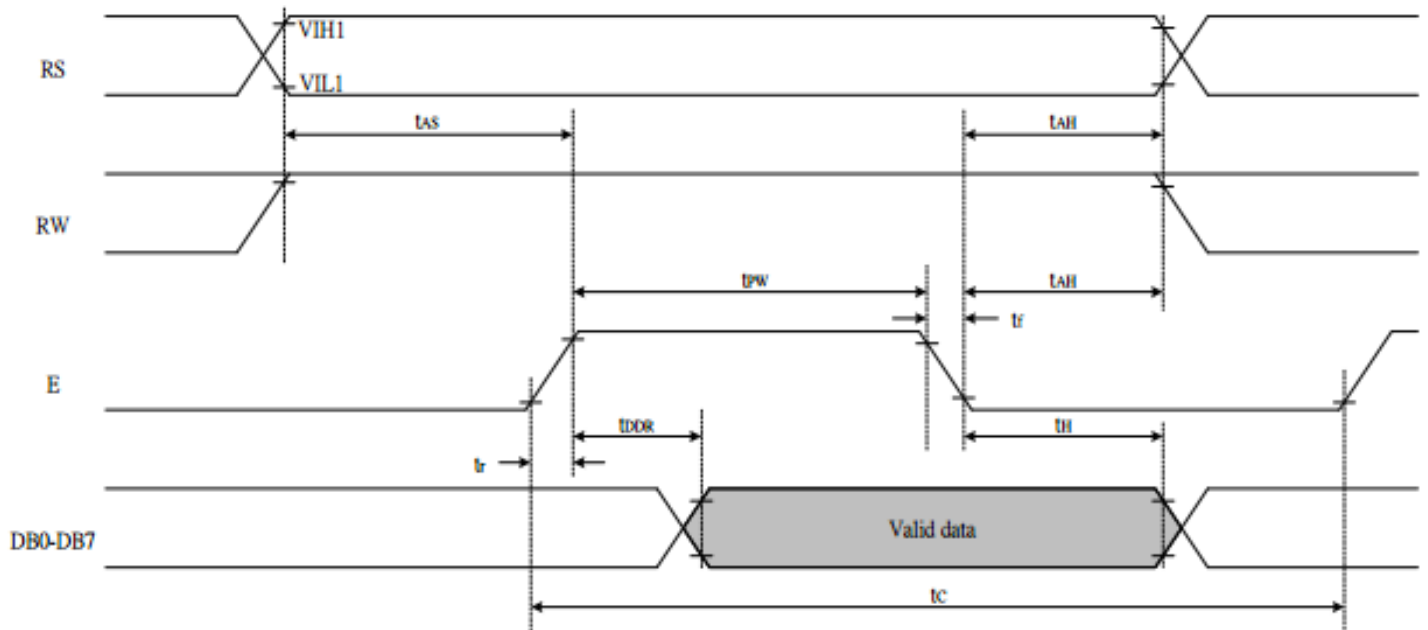 VIH1
RS
VIL1
tAS
tAH
RW
tPW
tAH
tf
E
tDDR
tH
tr
Valid data
DB0-DB7
tC